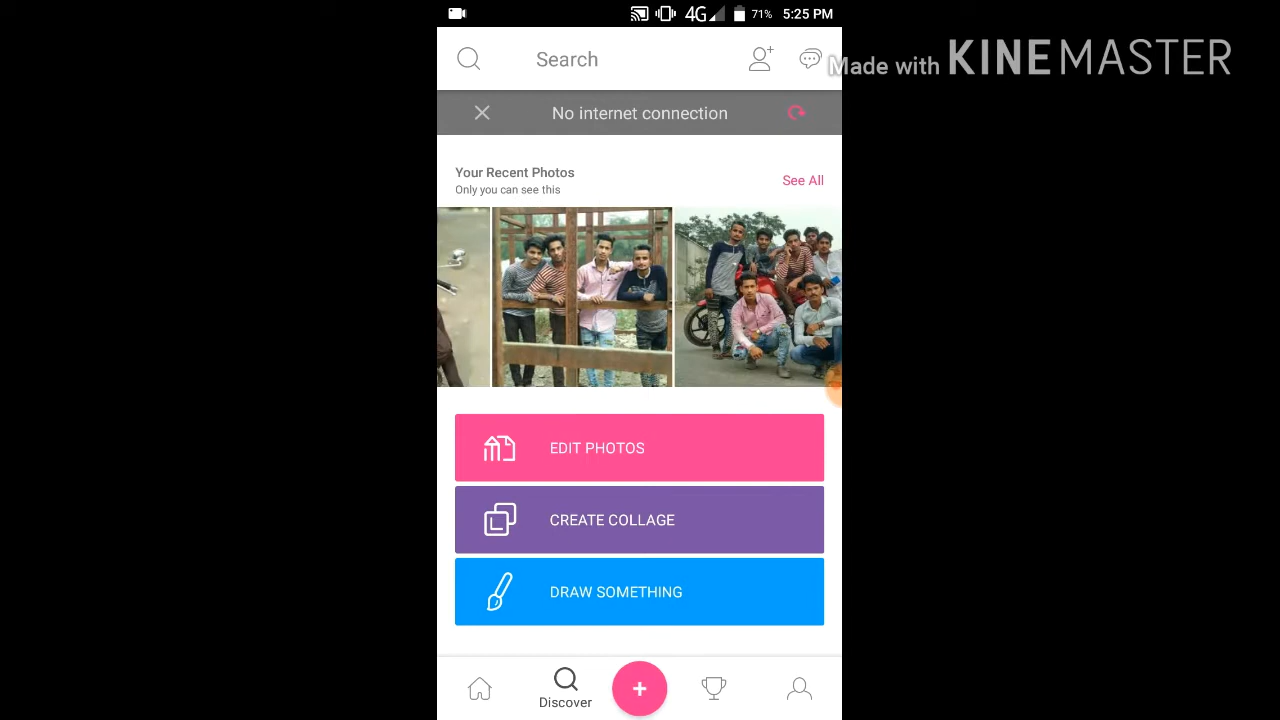 4G 71% 5:25 PM
Search
Made with KINEMASTER
No internet connection
Your Recent Photos
Only you can see this
See All
EDIT PHOTOS
CREATE COLLAGE
DRAW SOMETHING
Discover